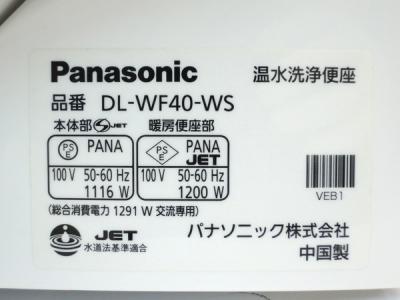 Panasonic 温水洗浄便座
品番 DL-WF40-WS
本体部 S JET 暖房便座部
PSE PANA PSE PANA JET
100 V 50-60 Hz 1116 W 100 V 50-60 Hz 1200 W
VEB1
(総合消費電力 1291 W 交流専用)
JET 水道法基準適合
パナソニック株式会社
中国製